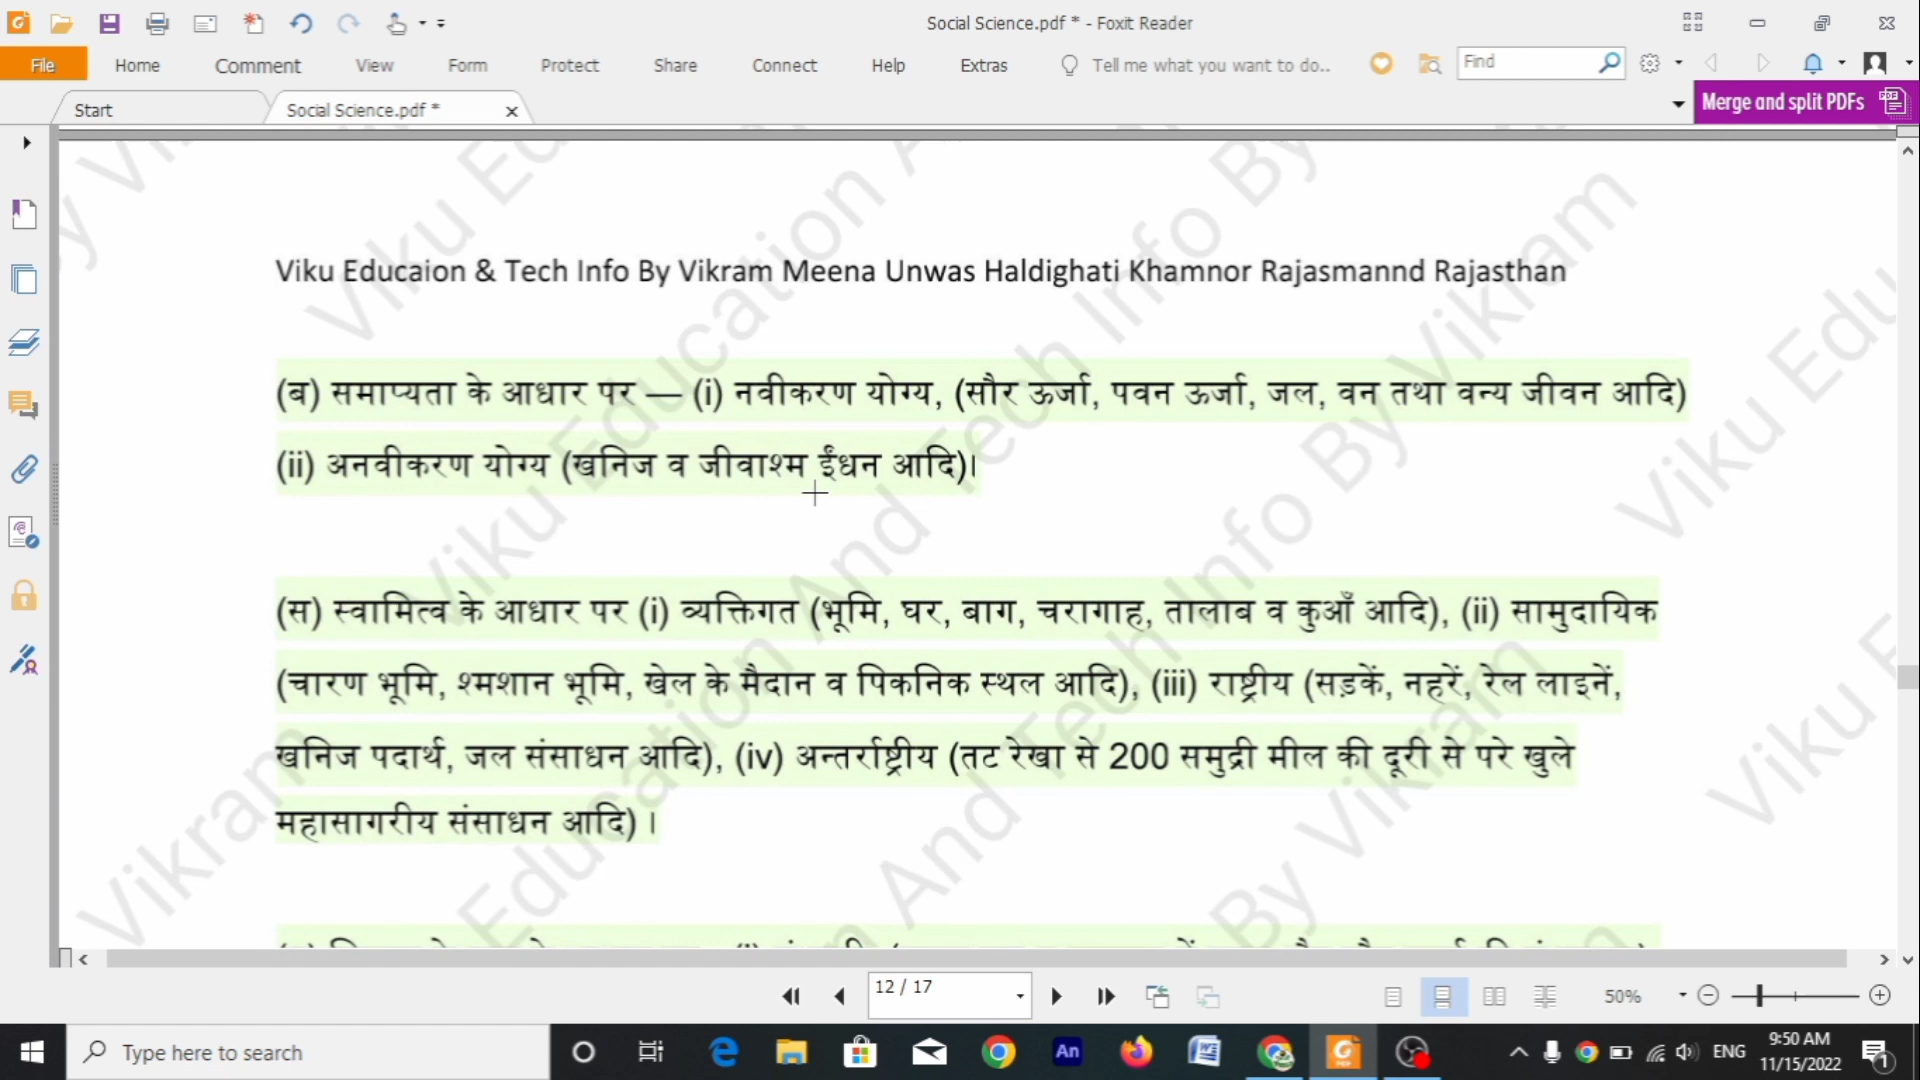 Social Science.pdf * - Foxit Reader
File Home Comment View Form Protect Share Connect Help Extras Tell me what you want to do.. Find
Start Social Science.pdf * Merge and split PDFs
Viku Educaion & Tech Info By Vikram Meena Unwas Haldighati Khamnor Rajasmannd Rajasthan
(ब) समाप्यता के आधार पर — (i) नवीकरण योग्य, (सौर ऊर्जा, पवन ऊर्जा, जल, वन तथा वन्य जीवन आदि)
(ii) अनवीकरण योग्य (खनिज व जीवाश्म ईंधन आदि)।
(स) स्वामित्व के आधार पर (i) व्यक्तिगत (भूमि, घर, बाग, चरागाह, तालाब व कुआँ आदि), (ii) सामुदायिक
(चारण भूमि, श्मशान भूमि, खेल के मैदान व पिकनिक स्थल आदि), (iii) राष्ट्रीय (सड़कें, नहरें, रेल लाइनें,
खनिज पदार्थ, जल संसाधन आदि), (iv) अन्तर्राष्ट्रीय (तट रेखा से 200 समुद्री मील की दूरी से परे खुले
महासागरीय संसाधन आदि) ।
12 / 17
50%
Type here to search
An
ENG
9:50 AM
11/15/2022
1